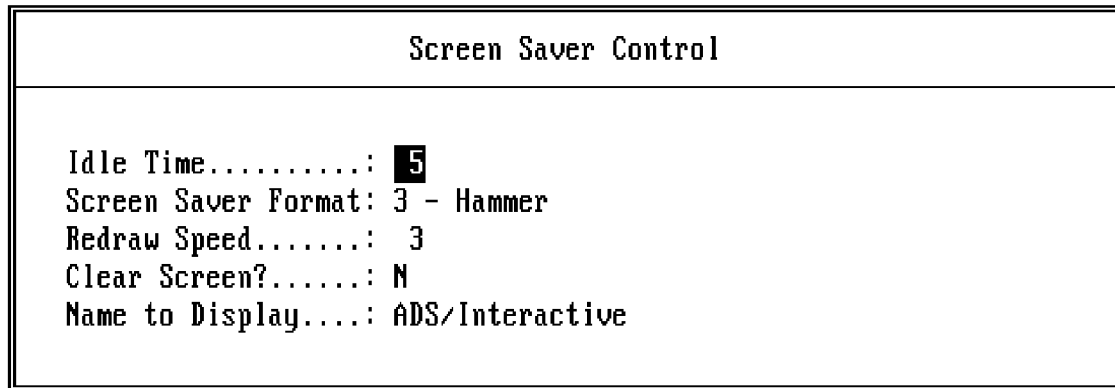 Screen Saver Control
Idle Time..........: 5
Screen Saver Format: 3 - Hammer
Redraw Speed.......: 3
Clear Screen?......: N
Name to Display....: ADS/Interactive